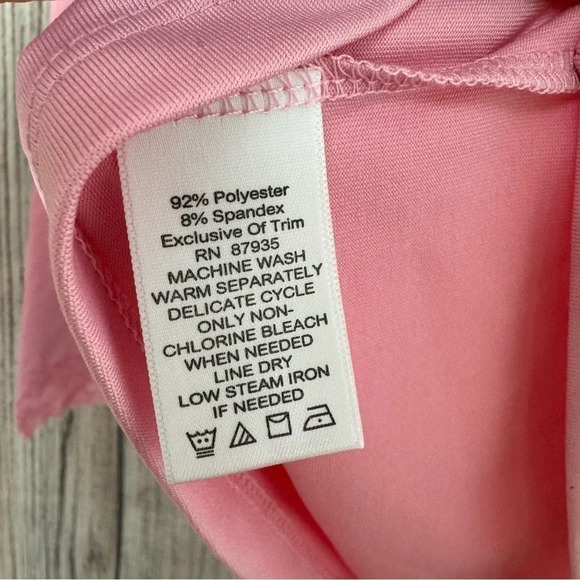 92% Polyester
8% Spandex
Exclusive Of Trim
RN 87935
MACHINE WASH
WARM SEPARATELY
DELICATE CYCLE
ONLY NON-
CHLORINE BLEACH
WHEN NEEDED
LINE DRY
LOW STEAM IRON
IF NEEDED